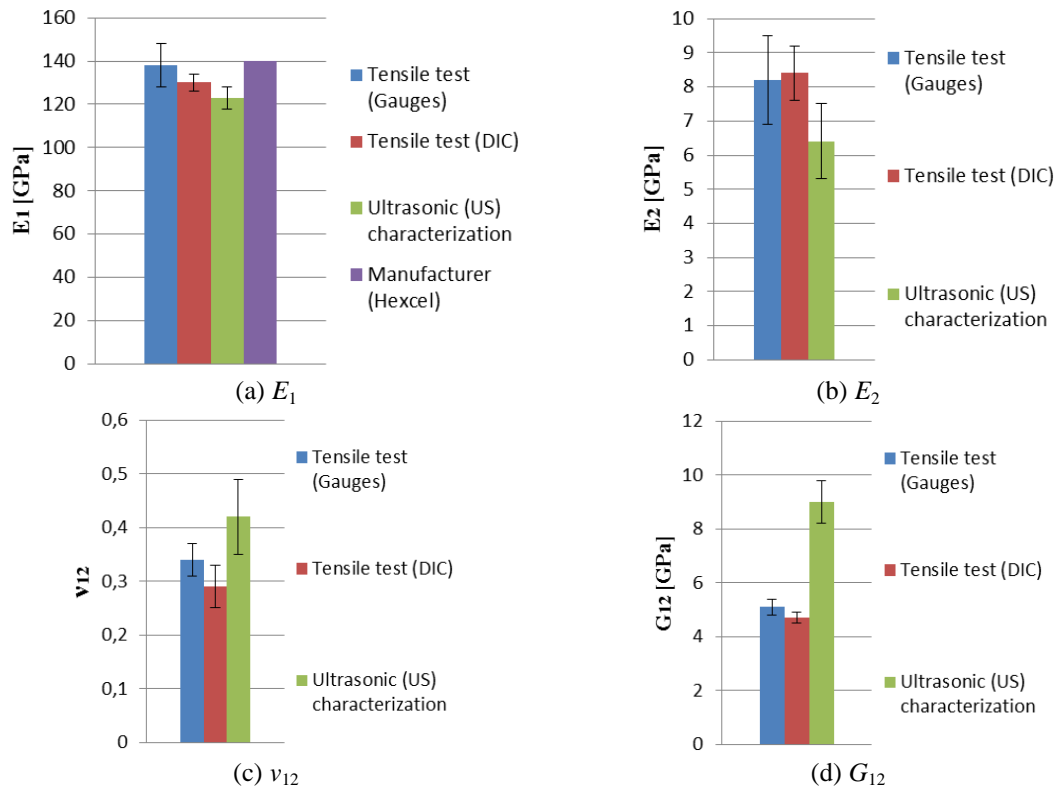 160
140
120
100
80
60
40
20
0
E1 [GPa]
Tensile test
(Gauges)
Tensile test (DIC)
Ultrasonic (US)
characterization
Manufacturer
(Hexcel)
(a) E1
10
9
8
7
6
5
4
3
2
1
0
E2 [GPa]
Tensile test
(Gauges)
Tensile test (DIC)
Ultrasonic (US)
characterization
(b) E2
0,6
0,5
0,4
0,3
0,2
0,1
0
ν12
Tensile test
(Gauges)
Tensile test (DIC)
Ultrasonic (US)
characterization
(c) ν12
12
10
8
6
4
2
0
G12 [GPa]
Tensile test
(Gauges)
Tensile test (DIC)
Ultrasonic (US)
characterization
(d) G12